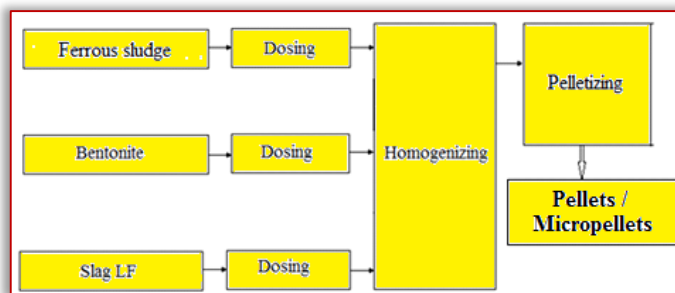 Ferrous sludge
Dosing
Bentonite
Dosing
Slag LF
Dosing
Homogenizing
Pelletizing
Pellets /
Micropellets